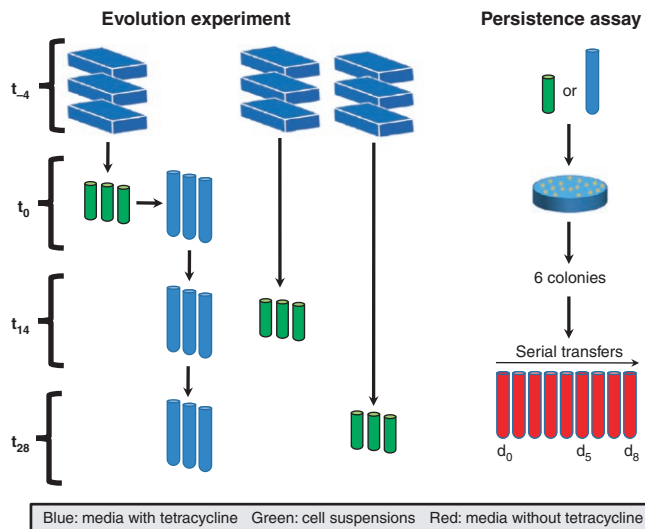 Evolution experiment
Persistence assay
t–4
or
t0
6 colonies
t14
Serial transfers
t28
d0 d5 d8
Blue: media with tetracycline Green: cell suspensions Red: media without tetracycline